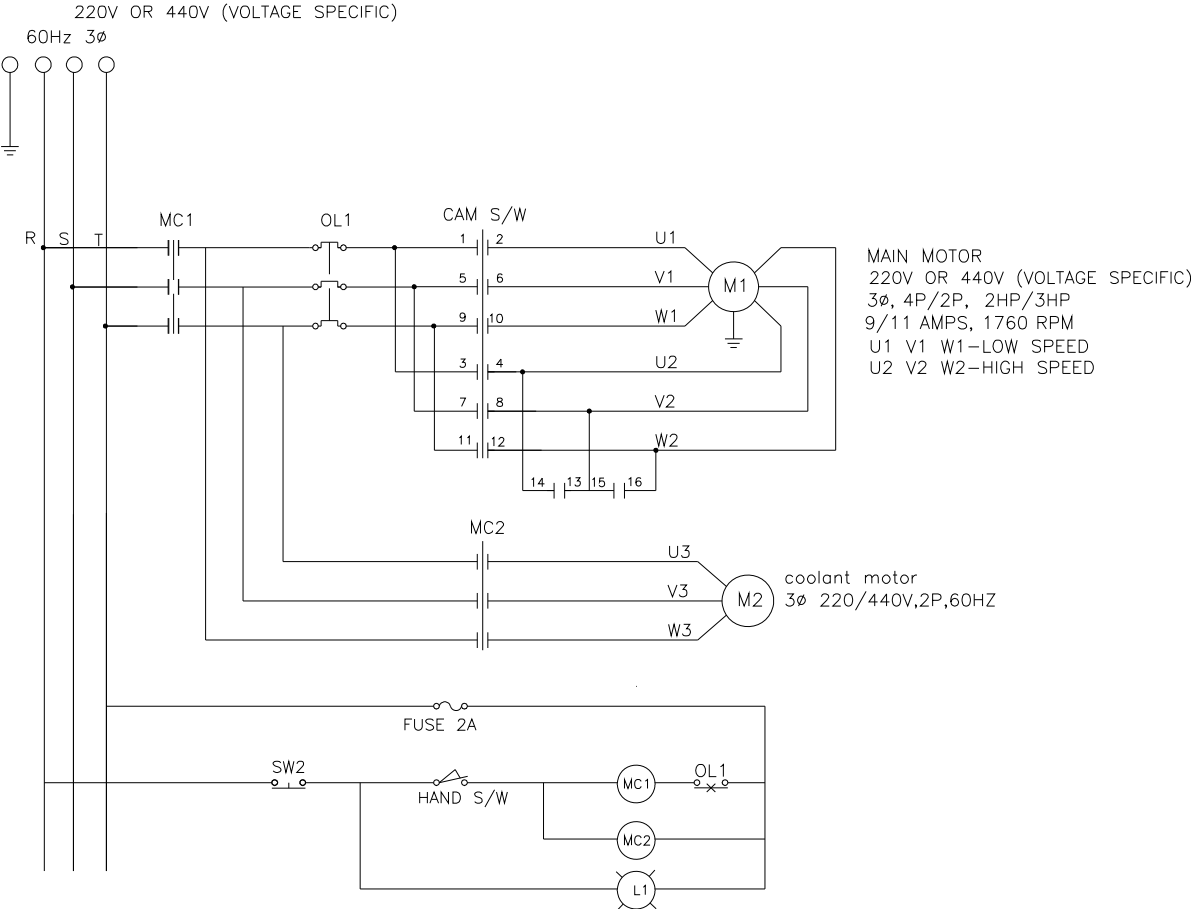 220V OR 440V (VOLTAGE SPECIFIC)
60Hz 3ø
MC1
OL1
CAM S/W
R S T
1 2
U1
5 6
V1
M1
9 10
W1
MAIN MOTOR
220V OR 440V (VOLTAGE SPECIFIC)
3ø, 4P/2P, 2HP/3HP
9/11 AMPS, 1760 RPM
U1 V1 W1-LOW SPEED
U2 V2 W2-HIGH SPEED
3 4
U2
7 8
V2
11 12
W2
14 13 15 16
MC2
U3
V3
M2
W3
coolant motor
3ø 220/440V,2P,60HZ
FUSE 2A
SW2
HAND S/W
MC1
OL1
MC2
L1